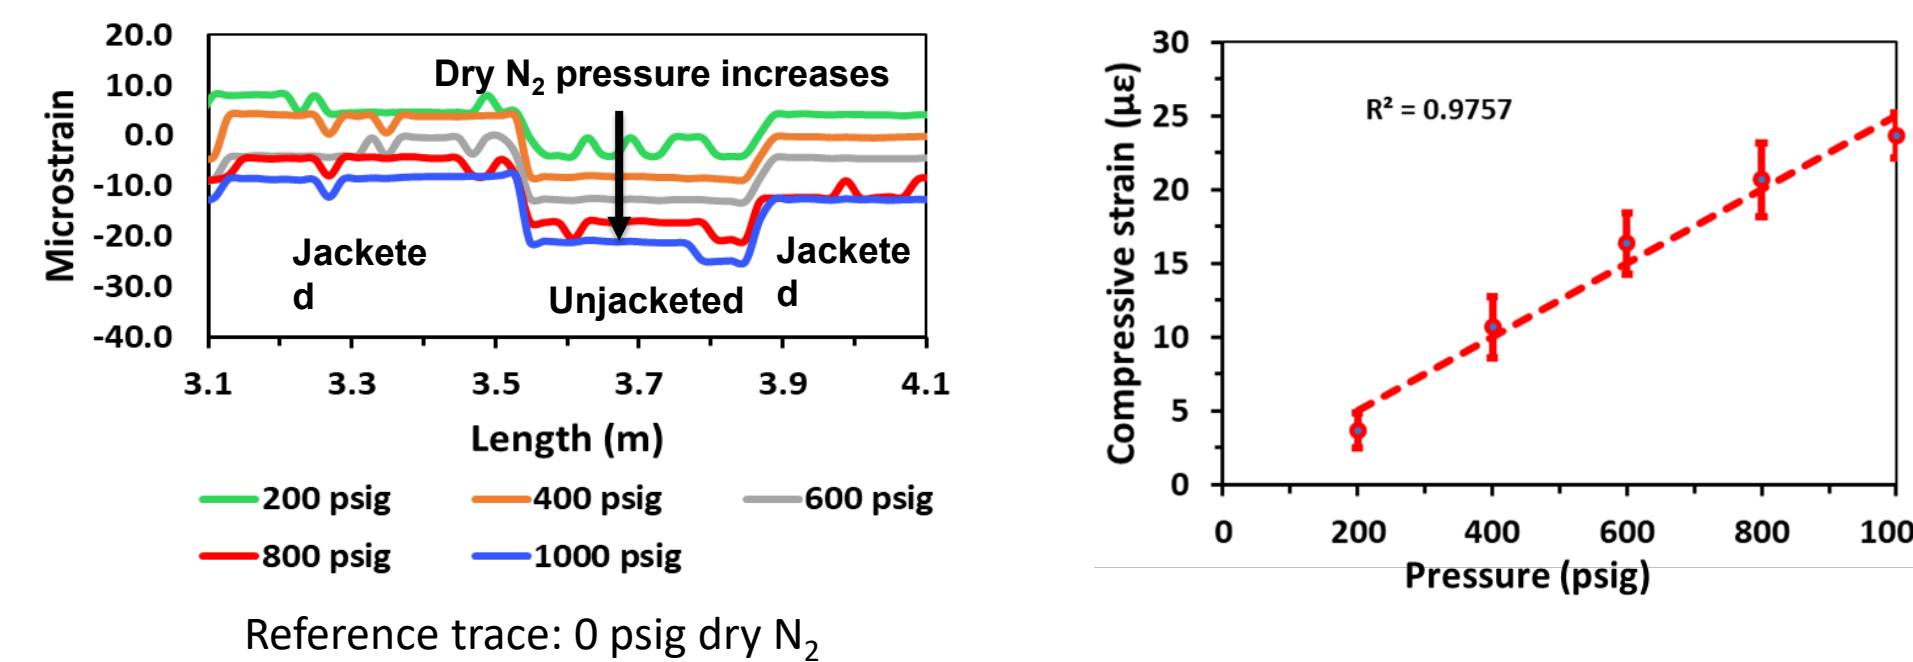 20.0
10.0
0.0
-10.0
-20.0
-30.0
-40.0
Microstrain
Dry N₂ pressure increases
Jackete
d
Unjacketed
Jackete
d
3.1 3.3 3.5 3.7 3.9 4.1
Length (m)
200 psig 400 psig 600 psig
800 psig 1000 psig
Reference trace: 0 psig dry N₂
30
25
20
15
10
5
0
Compressive strain (με)
R² = 0.9757
0 200 400 600 800 100
Pressure (psig)